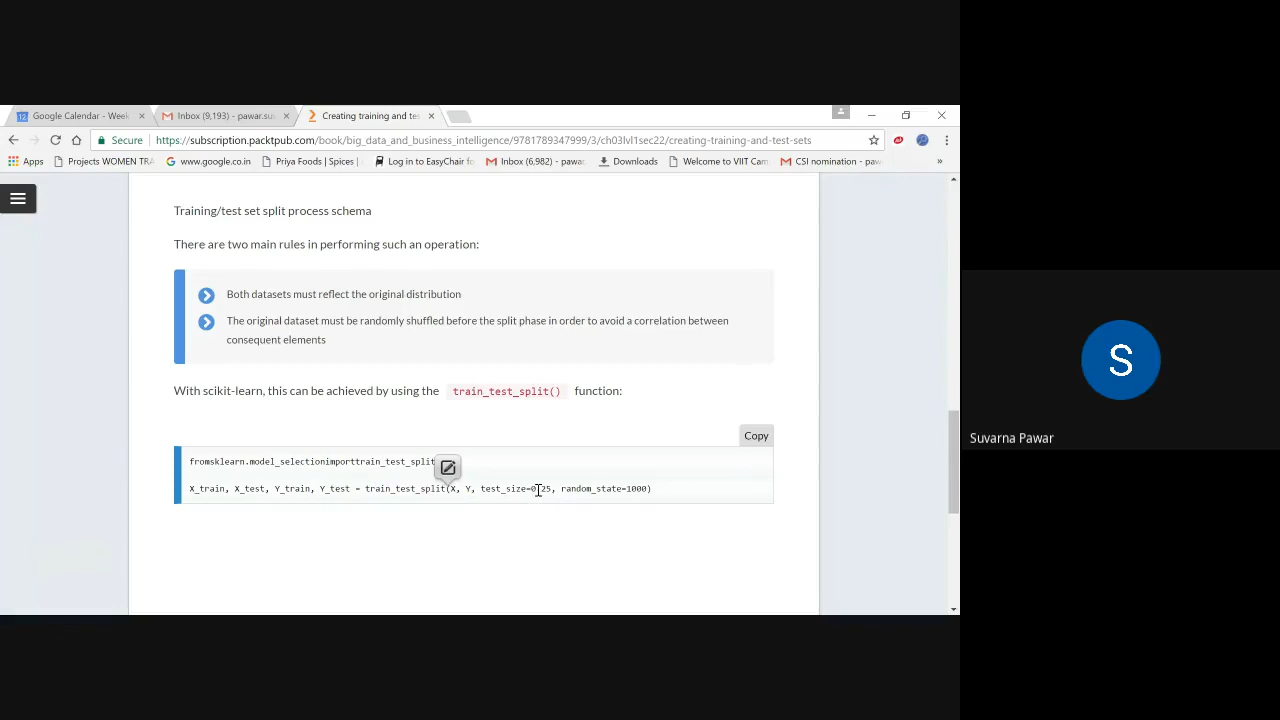 Google Calendar - Week
Inbox (9,193) - pawar.su
Creating training and te
Secure
https://subscription.packtpub.com/book/big_data_and_business_intelligence/9781789347999/3/ch03lvl1sec22/creating-training-and-test-sets
Apps
Projects WOMEN TRA
www.google.co.in
Priya Foods | Spices |
Log in to EasyChair fo
Inbox (6,982) - pawa
Downloads
Welcome to VIIT Cam
CSI nomination - paw
»
Training/test set split process schema
There are two main rules in performing such an operation:
Both datasets must reflect the original distribution
The original dataset must be randomly shuffled before the split phase in order to avoid a correlation between
consequent elements
With scikit-learn, this can be achieved by using the train_test_split() function:
Copy
fromsklearn.model_selectionimporttrain_test_split
X_train, X_test, Y_train, Y_test = train_test_split(X, Y, test_size=0.25, random_state=1000)
S
Suvarna Pawar